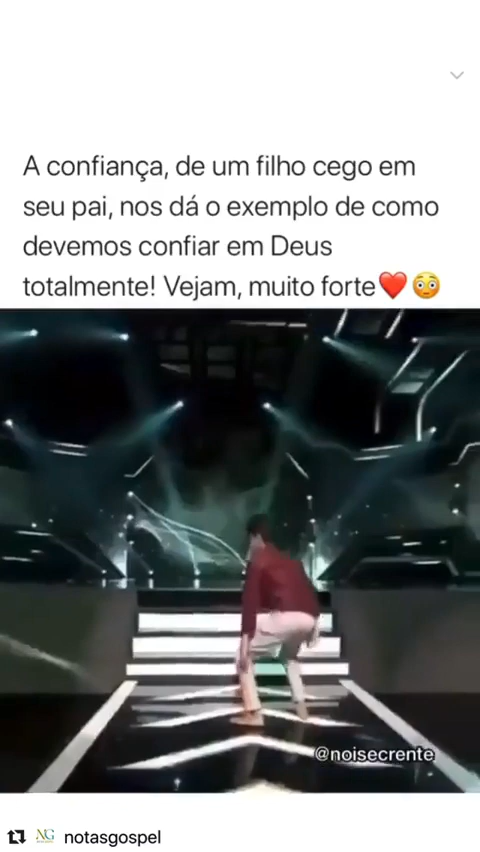 A confiança, de um filho cego em
seu pai, nos dá o exemplo de como
devemos confiar em Deus
totalmente! Vejam, muito forte❤️😳
@noisecrente
NG notasgospel